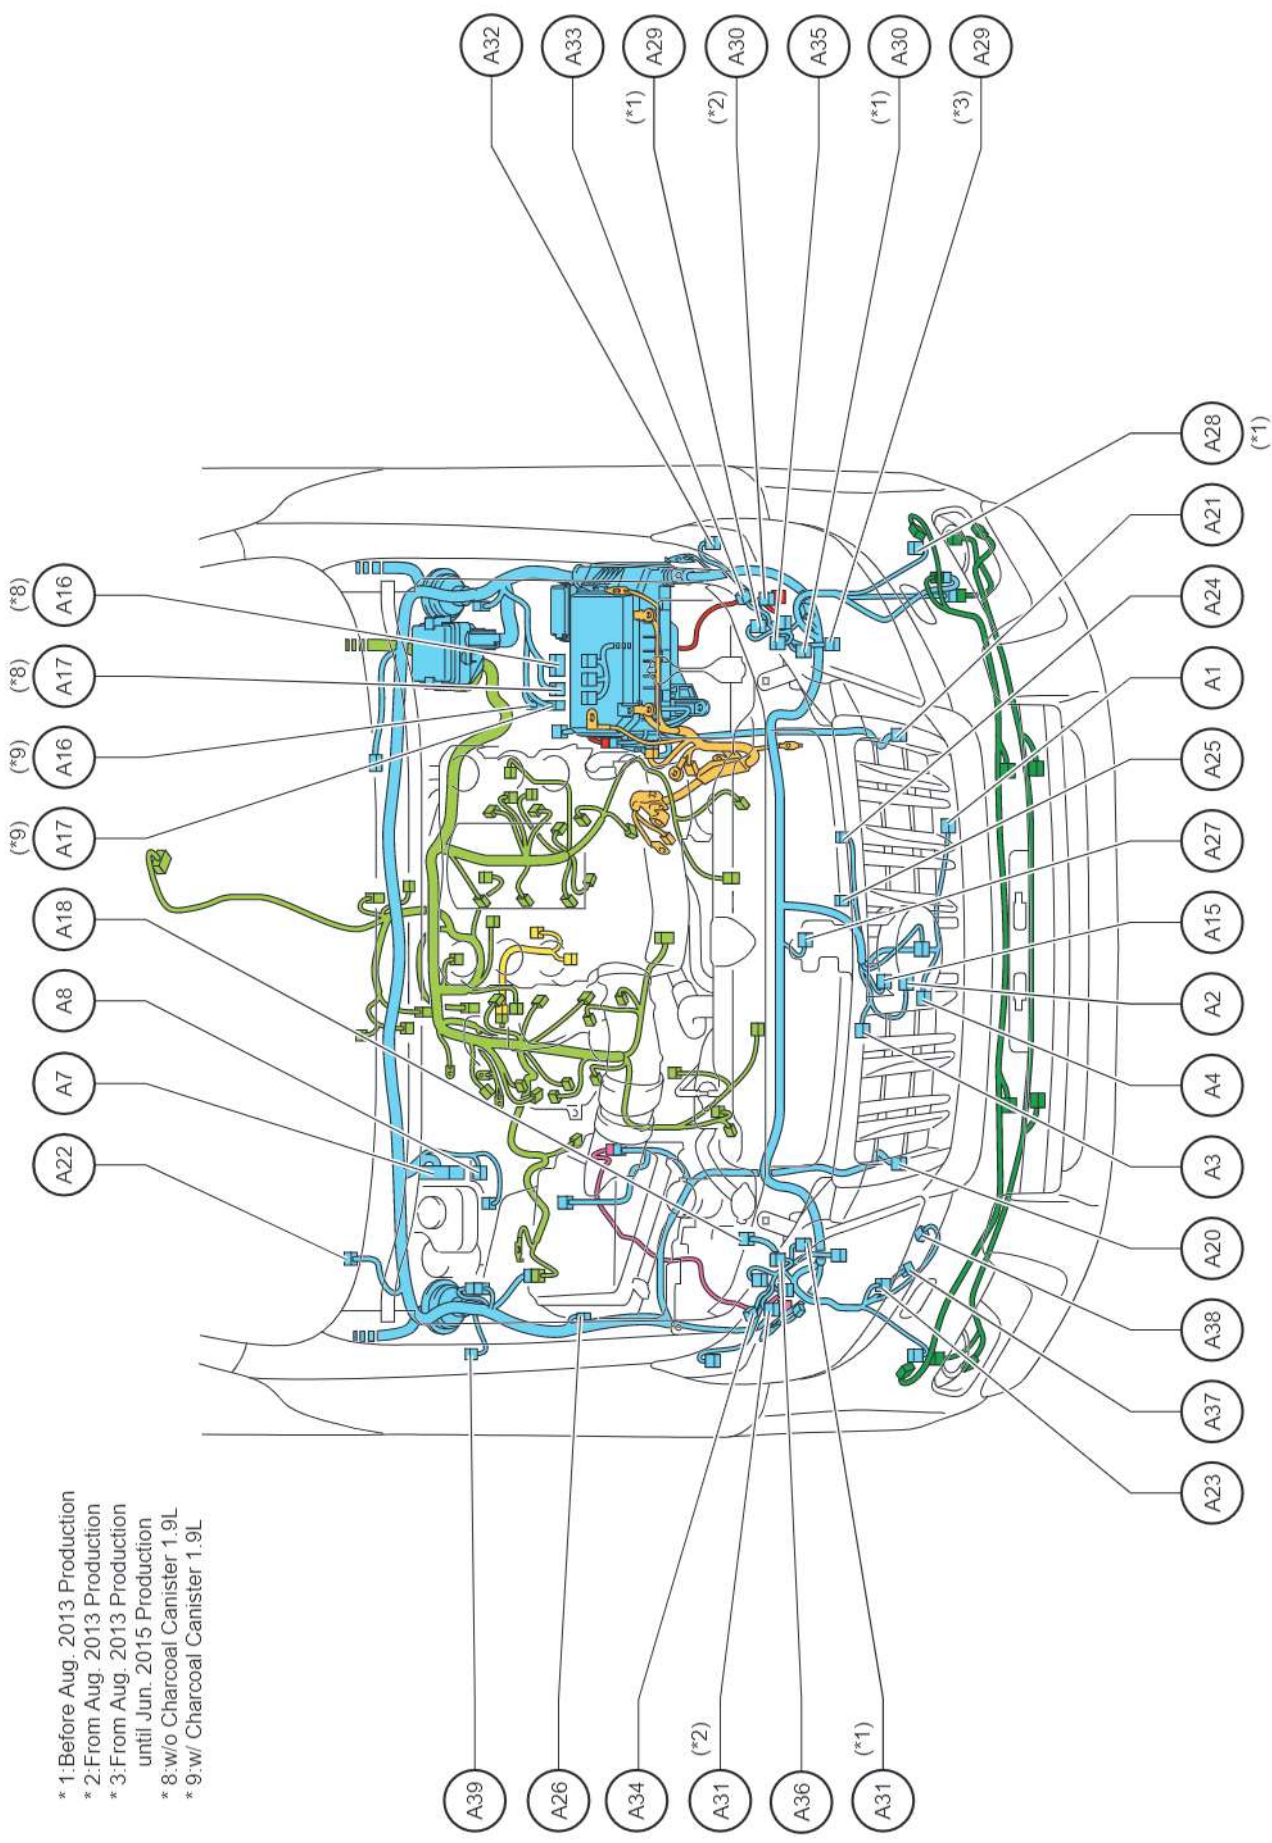 * 1:Before Aug. 2013 Production
* 2:From Aug. 2013 Production
* 3:From Aug. 2013 Production
until Jun. 2015 Production
* 8:w/o Charcoal Canister 1.9L
* 9:w/ Charcoal Canister 1.9L
(*9)
(*9)
(*8)
(*8)
A22
A7
A8
A18
A17
A16
A17
A16
A39
A26
A34
A31 (*2)
A36
A31 (*1)
A32
A33
(*1) A29
(*2) A30
A35
(*1) A30
(*3) A29
A23
A37
A38
A20
A3
A4
A2
A15
A27
A25
A1
A24
A21
A28
(*1)